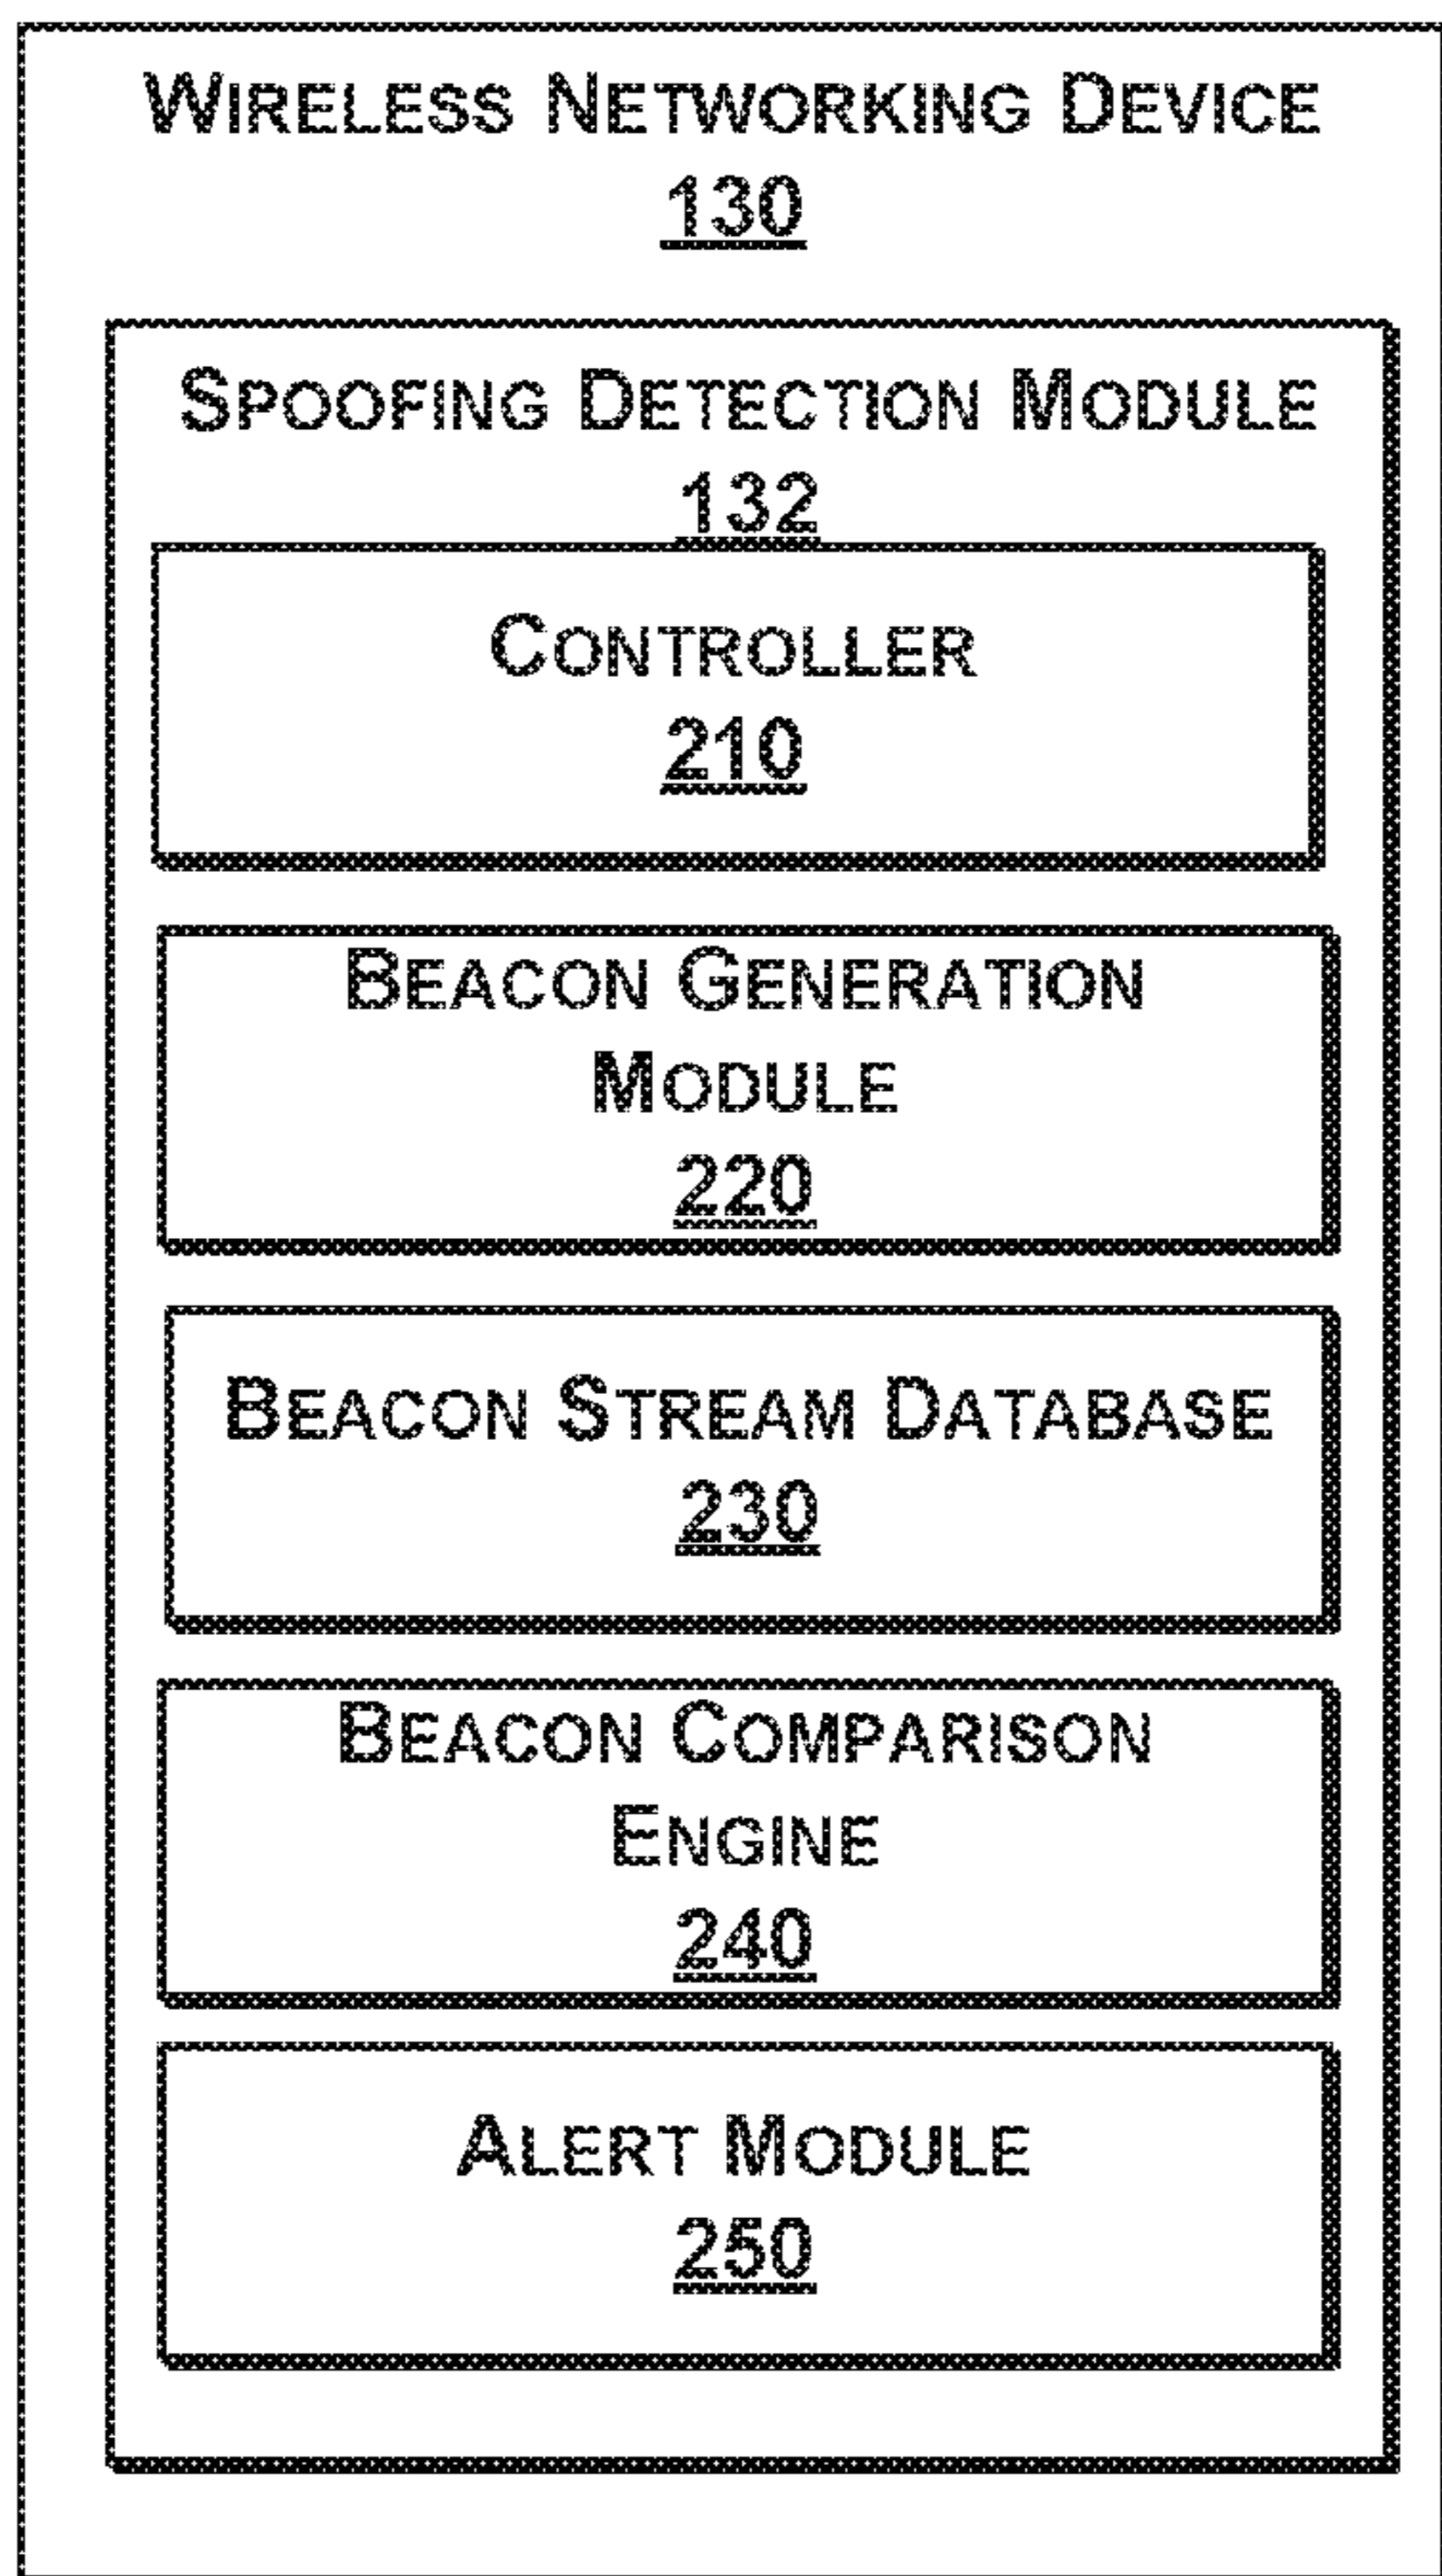 WIRELESS NETWORKING DEVICE
130
SPOOFING DETECTION MODULE
132
CONTROLLER
210
BEACON GENERATION
MODULE
220
BEACON STREAM DATABASE
230
BEACON COMPARISON
ENGINE
240
ALERT MODULE
250